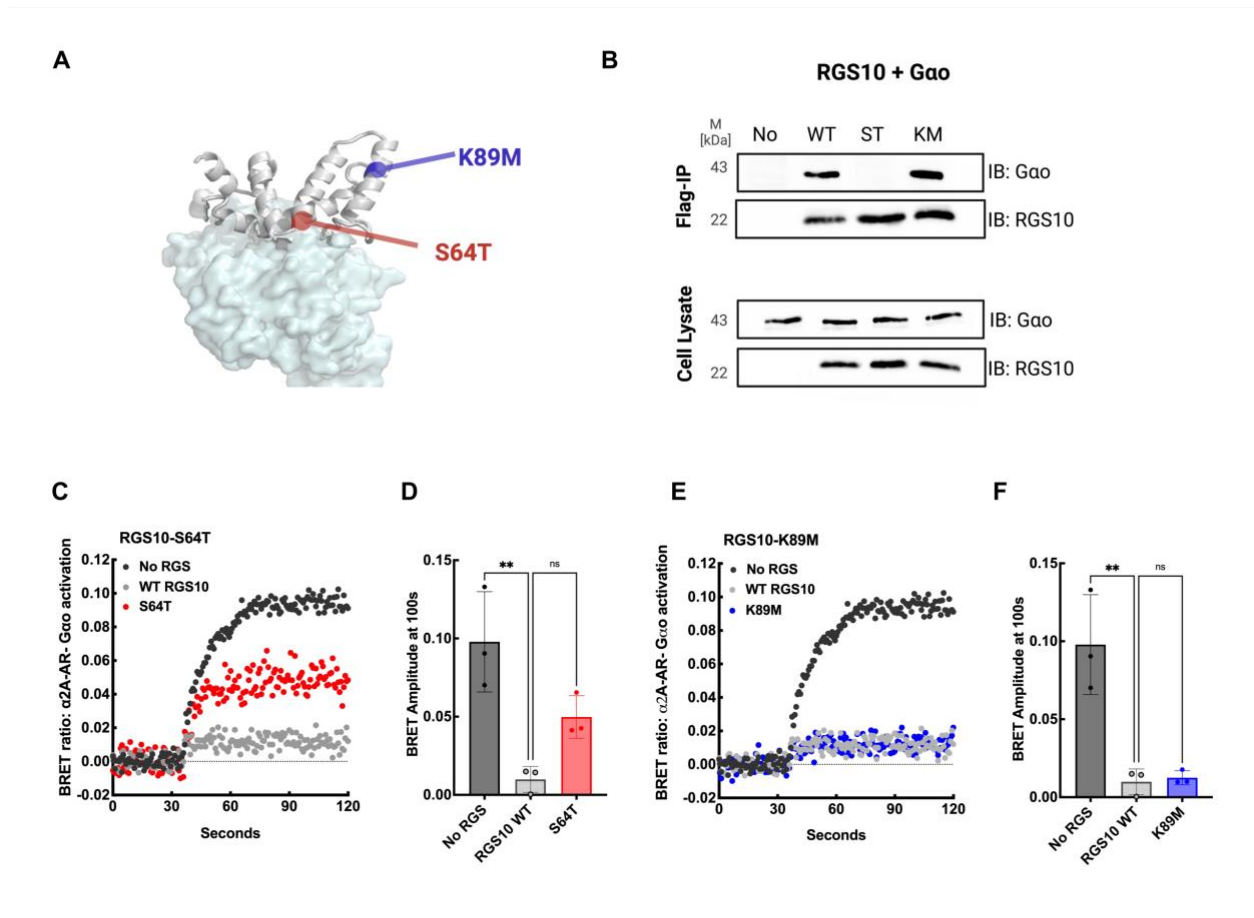 A
K89M
S64T
B
RGS10 + Gαo
M
[kDa]
No WT ST KM
Flag-IP
43
IB: Gαo
22
IB: RGS10
Cell Lysate
43
IB: Gαo
22
IB: RGS10
C
RGS10-S64T
No RGS
WT RGS10
S64T
BRET ratio: α2A-AR- Gαo activation
0.12
0.10
0.08
0.06
0.04
0.02
0.00
-0.02
0 30 60 90 120
Seconds
D
** ns
BRET Amplitude at 100s
0.15
0.10
0.05
0.00
No RGS
RGS10 WT
S64T
E
RGS10-K89M
No RGS
WT RGS10
K89M
BRET ratio: α2A-AR- Gαo activation
0.12
0.10
0.08
0.06
0.04
0.02
0.00
-0.02
0 30 60 90 120
Seconds
F
** ns
BRET Amplitude at 100s
0.15
0.10
0.05
0.00
No RGS
RGS10 WT
K89M